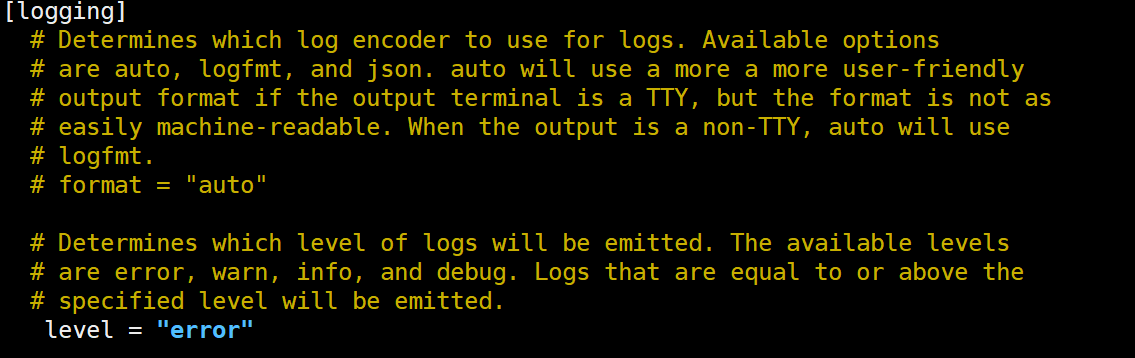 [logging]
  # Determines which log encoder to use for logs. Available options
  # are auto, logfmt, and json. auto will use a more a more user-friendly
  # output format if the output terminal is a TTY, but the format is not as
  # easily machine-readable. When the output is a non-TTY, auto will use
  # logfmt.
  # format = "auto"

  # Determines which level of logs will be emitted. The available levels
  # are error, warn, info, and debug. Logs that are equal to or above the
  # specified level will be emitted.
   level = "error"